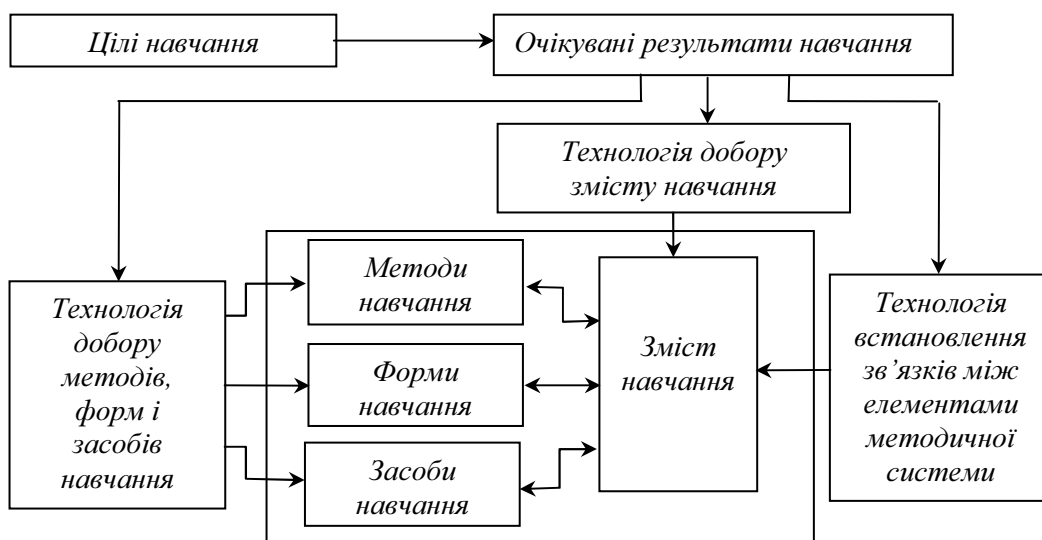 Цілі навчання
Очікувані результати навчання
Технологія добору
змісту навчання
Методи
навчання
Технологія
добору
методів,
форм і
засобів
навчання
Форми
навчання
Засоби
навчання
Зміст
навчання
Технологія
встановлення
зв’язків між
елементами
методичної
системи